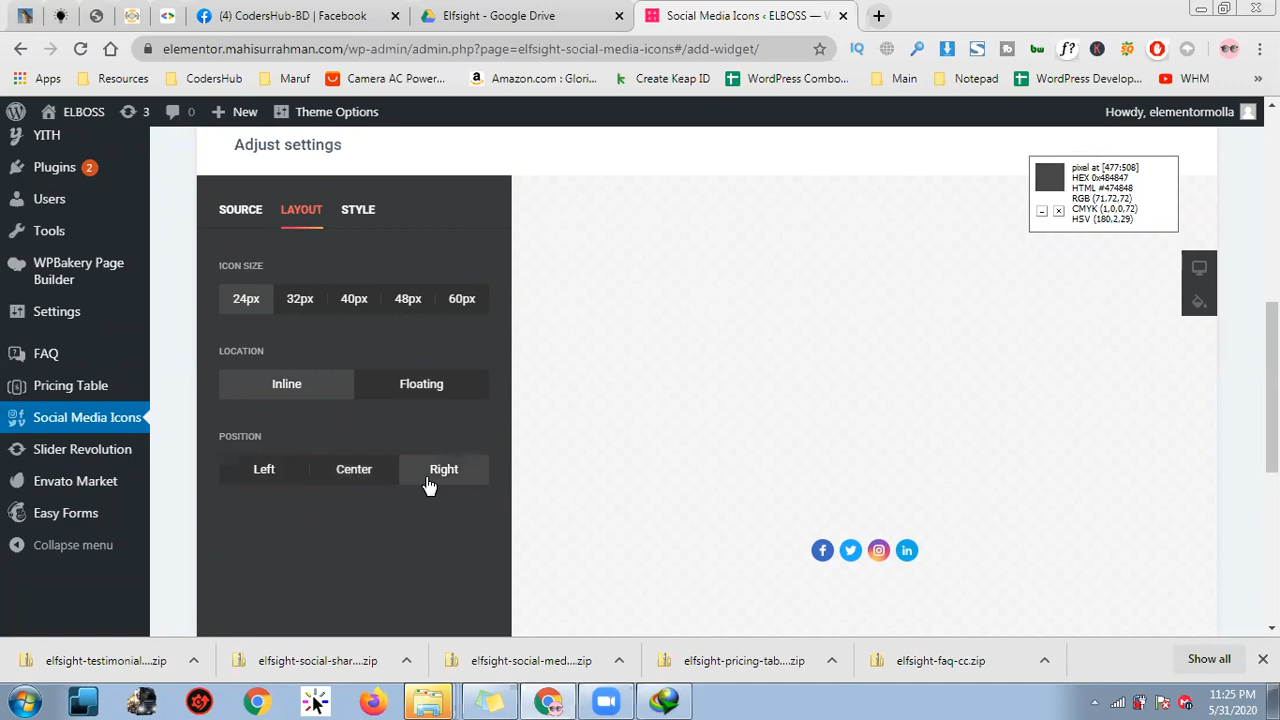 (4) CodersHub-BD | Facebook
Elfsight - Google Drive
Social Media Icons ‹ ELBOSS —
elementor.mahisurrahman.com/wp-admin/admin.php?page=elfsight-social-media-icons#/add-widget/
Apps
Resources
CodersHub
Maruf
Camera AC Power...
Amazon.com : Glori...
Create Keap ID
WordPress Combo...
Main
Notepad
WordPress Develop...
WHM
ELBOSS
3
0
New
Theme Options
Howdy, elementormolla
YITH
Plugins 2
Users
Tools
WPBakery Page
Builder
Settings
FAQ
Pricing Table
Social Media Icons
Slider Revolution
Envato Market
Easy Forms
Collapse menu
Adjust settings
SOURCE LAYOUT STYLE
ICON SIZE
24px 32px 40px 48px 60px
LOCATION
Inline Floating
POSITION
Left Center Right
pixel at [477:508]
HEX 0x484847
HTML #474848
RGB (71,72,72)
CMYK (1,0,0,72)
HSV (180,2,29)
elfsight-testimonial....zip
elfsight-social-shar....zip
elfsight-social-med....zip
elfsight-pricing-tab....zip
elfsight-faq-cc.zip
Show all
11:25 PM
5/31/2020